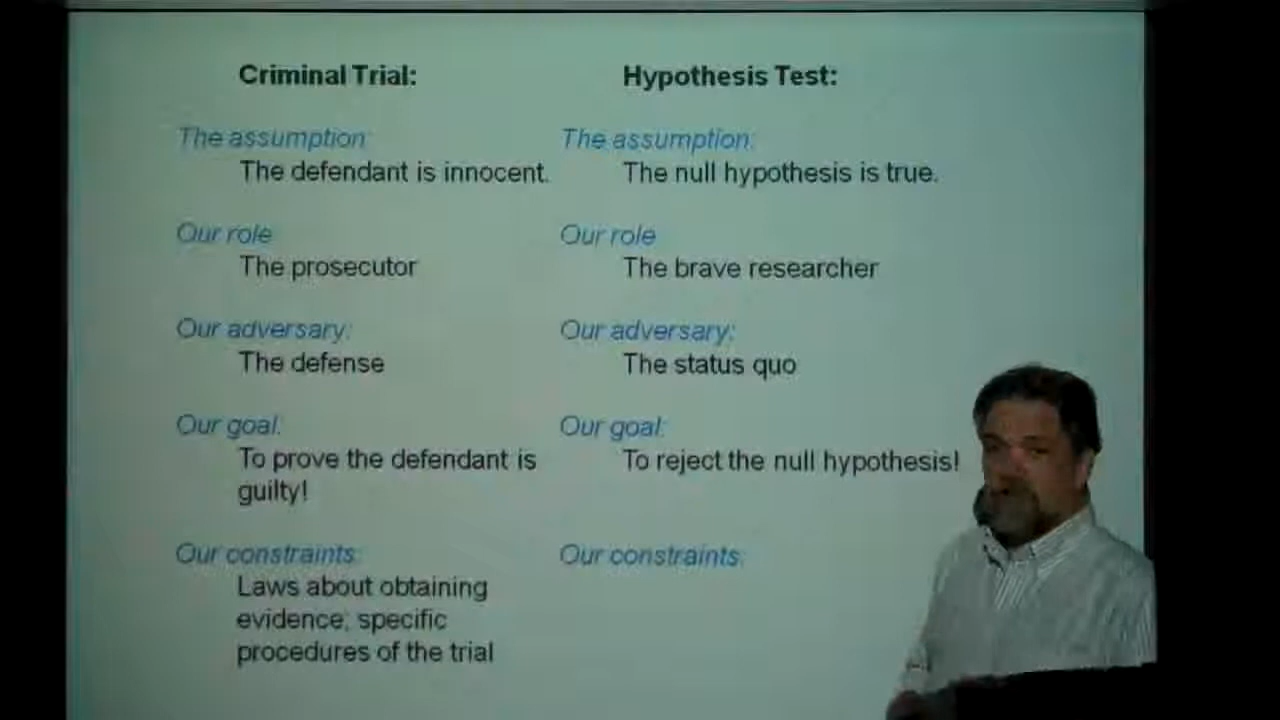 Criminal Trial:
The assumption:
The defendant is innocent.
Our role
The prosecutor
Our adversary:
The defense
Our goal:
To prove the defendant is
guilty!
Our constraints:
Laws about obtaining
evidence; specific
procedures of the trial
Hypothesis Test:
The assumption:
The null hypothesis is true.
Our role
The brave researcher
Our adversary:
The status quo
Our goal:
To reject the null hypothesis!
Our constraints: